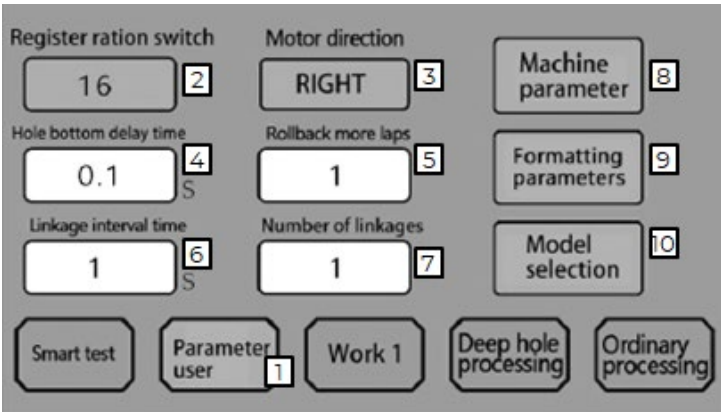 Register ration switch
Motor direction
16
2
RIGHT
3
Machine
parameter
8
Hole bottom delay time
Rollback more laps
0.1
4
S
1
5
Formatting
parameters
9
Linkage interval time
Number of linkages
1
6
S
1
7
Model
selection
10
Smart test
Parameter
user
1
Work 1
Deep hole
processing
Ordinary
processing